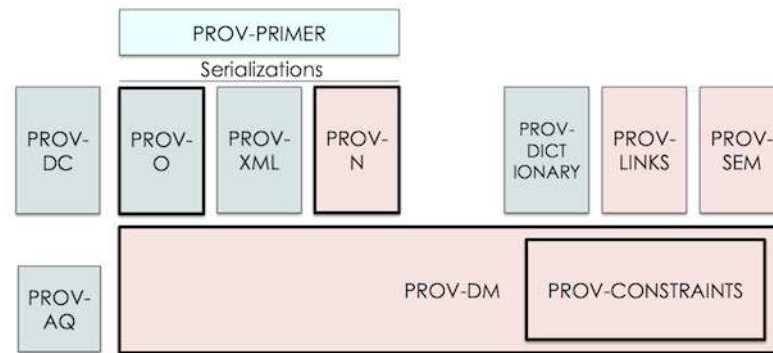 PROV-PRIMER
Serializations
PROV-
DC
PROV-
O
PROV-
XML
PROV-
N
PROV-
DICT
IONARY
PROV-
LINKS
PROV-
SEM
PROV-
AQ
PROV-DM
PROV-CONSTRAINTS